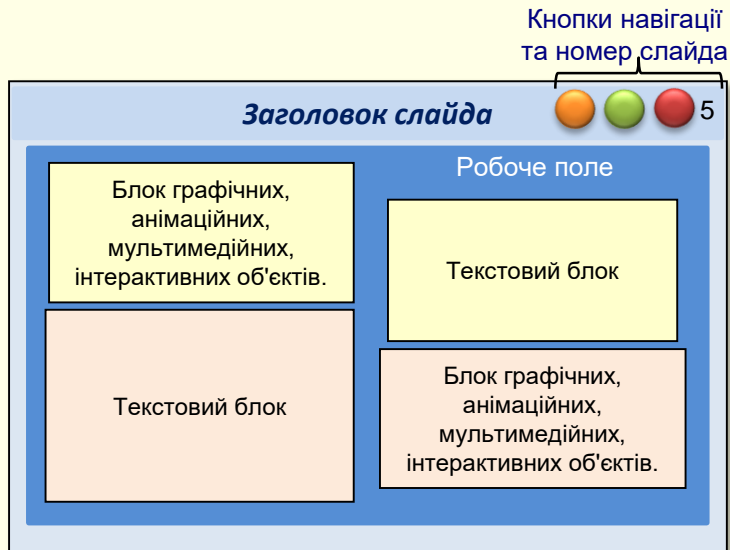 Кнопки навігації
та номер слайда
Заголовок слайда
5
Робоче поле
Блок графічних,
анімаційних,
мультимедійних,
інтерактивних об'єктів.
Текстовий блок
Текстовий блок
Блок графічних,
анімаційних,
мультимедійних,
інтерактивних об'єктів.